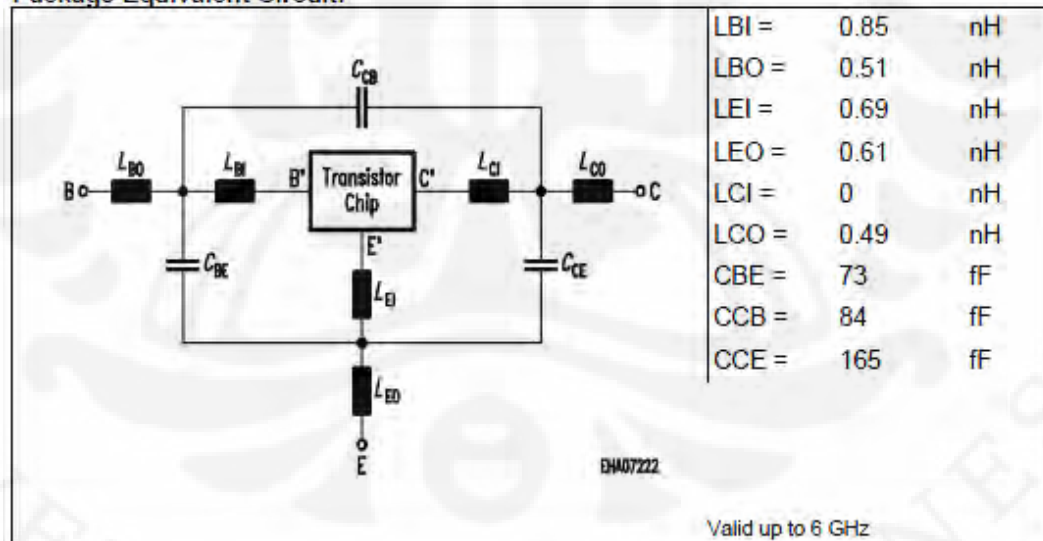 Package Equivalent Circuit:
LBI = 0.85 nH
LBO = 0.51 nH
LEI = 0.69 nH
LEO = 0.61 nH
LCI = 0 nH
LCO = 0.49 nH
CBE = 73 fF
CCB = 84 fF
CCE = 165 fF
Valid up to 6 GHz
CCB
LBO
LBI
B'
Transistor
Chip
C'
LCI
LCO
B
C
E'
CBE
CCE
LEI
LEO
E
EHA07222